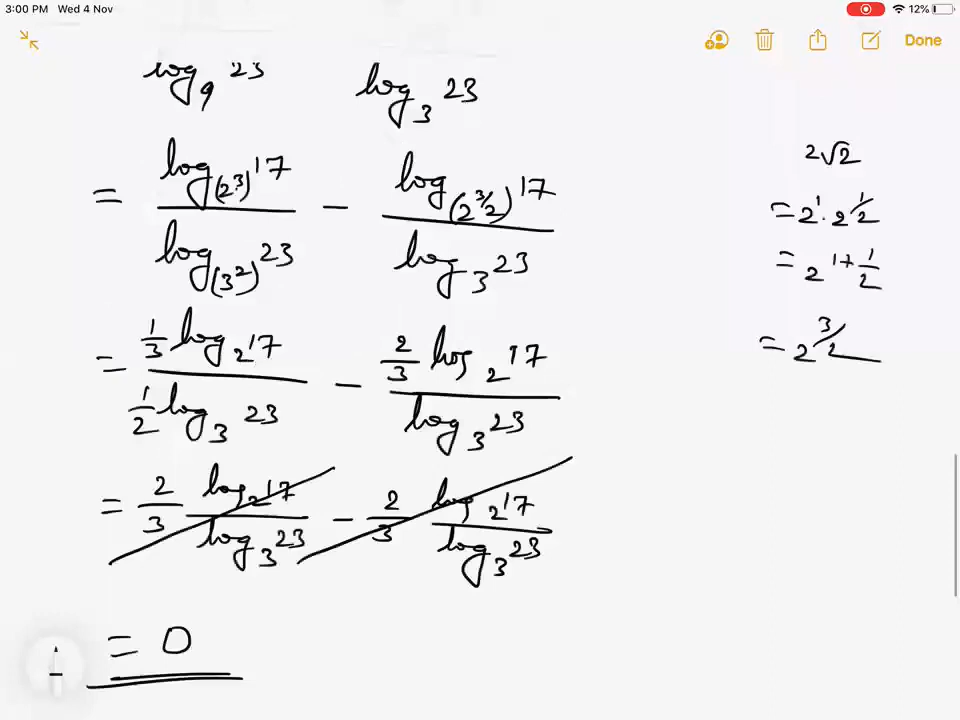 3:00 PM Wed 4 Nov 12%
Done
log₉ 23 log₃ 23
= log_(2³) 17 / log_(3²) 23 − log_(2^(3/2)) 17 / log₃ 23
= 1/3 log₂ 17 / 1/2 log₃ 23 − 2/3 log₂ 17 / log₃ 23
= 2/3 log₂ 17 / log₃ 23 − 2/3 log₂ 17 / log₃ 23
= 0
2√2
= 2¹ · 2^(1/2)
= 2^(1 + 1/2)
= 2^(3/2)